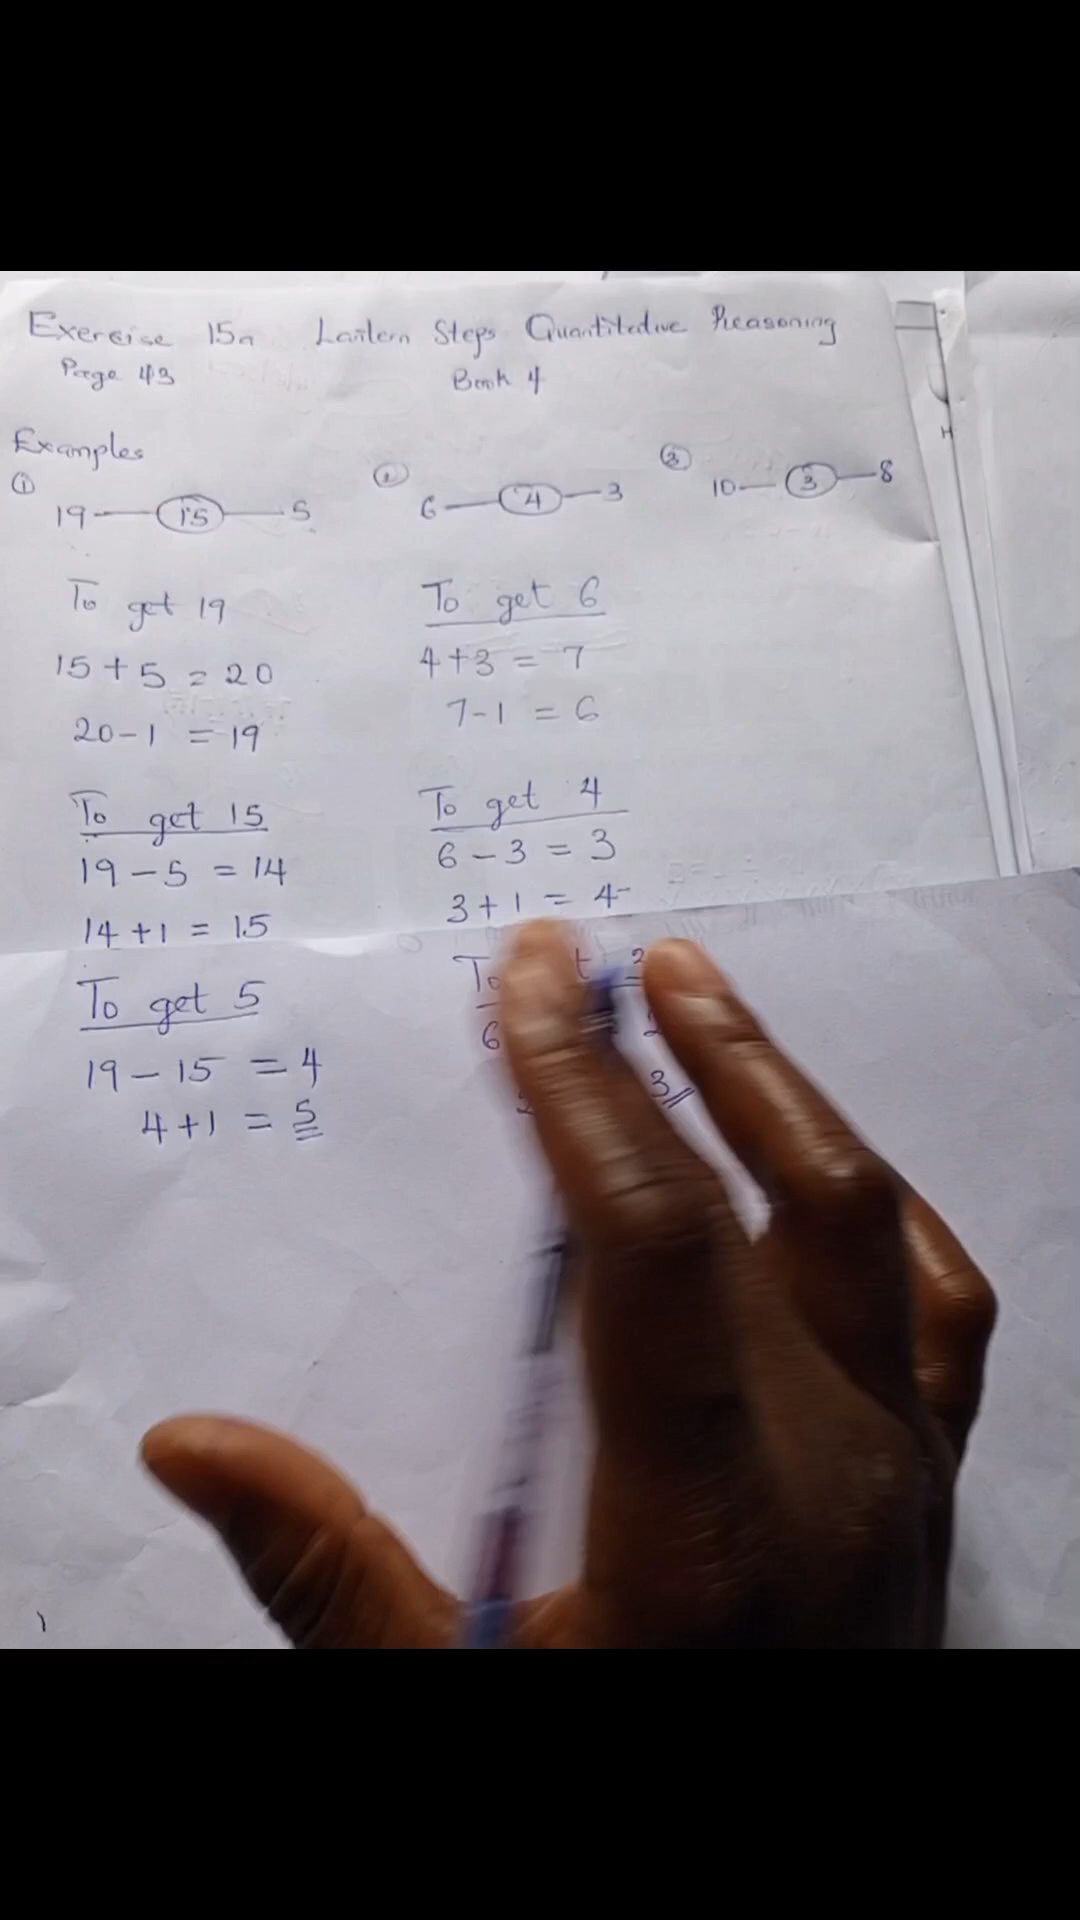 Exercise 15a Lantern Steps Quantitative Reasoning
Page 43 Book 4
Examples
①
19 — 15 — 5
To get 19
15 + 5 = 20
20 - 1 = 19
To get 15
19 - 5 = 14
14 + 1 = 15
To get 5
19 - 15 = 4
4 + 1 = 5
②
6 — 4 — 3
To get 6
4 + 3 = 7
7 - 1 = 6
To get 4
6 - 3 = 3
3 + 1 = 4
To
6
3
③
10 — 3 — 8
H